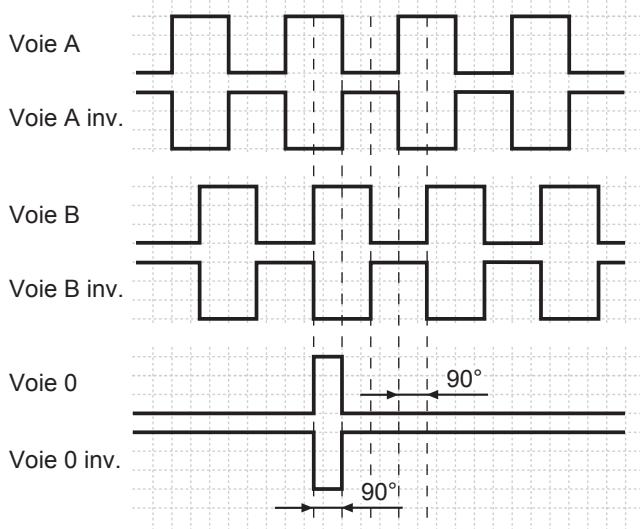 Voie A
Voie A inv.
Voie B
Voie B inv.
Voie 0
90°
Voie 0 inv.
90°